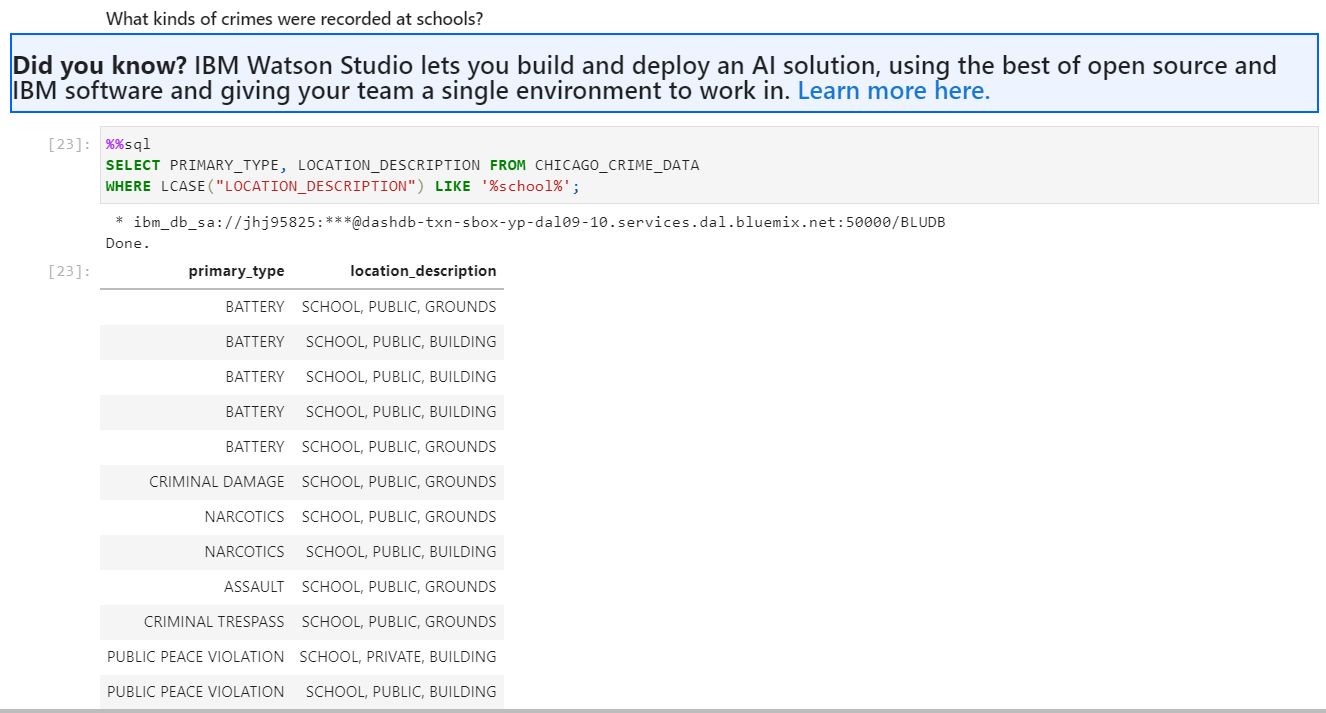 What kinds of crimes were recorded at schools?
Did you know? IBM Watson Studio lets you build and deploy an AI solution, using the best of open source and
IBM software and giving your team a single environment to work in. Learn more here.
[23]: %%sql
SELECT PRIMARY_TYPE, LOCATION_DESCRIPTION FROM CHICAGO_CRIME_DATA
WHERE LCASE("LOCATION_DESCRIPTION") LIKE '%school%';
* ibm_db_sa://jhj95825:***@dashdb-txn-sbox-yp-dal09-10.services.dal.bluemix.net:50000/BLUDB
Done.
[23]: primary_type location_description
BATTERY SCHOOL, PUBLIC, GROUNDS
BATTERY SCHOOL, PUBLIC, BUILDING
BATTERY SCHOOL, PUBLIC, BUILDING
BATTERY SCHOOL, PUBLIC, BUILDING
BATTERY SCHOOL, PUBLIC, GROUNDS
CRIMINAL DAMAGE SCHOOL, PUBLIC, GROUNDS
NARCOTICS SCHOOL, PUBLIC, GROUNDS
NARCOTICS SCHOOL, PUBLIC, BUILDING
ASSAULT SCHOOL, PUBLIC, GROUNDS
CRIMINAL TRESPASS SCHOOL, PUBLIC, GROUNDS
PUBLIC PEACE VIOLATION SCHOOL, PRIVATE, BUILDING
PUBLIC PEACE VIOLATION SCHOOL, PUBLIC, BUILDING